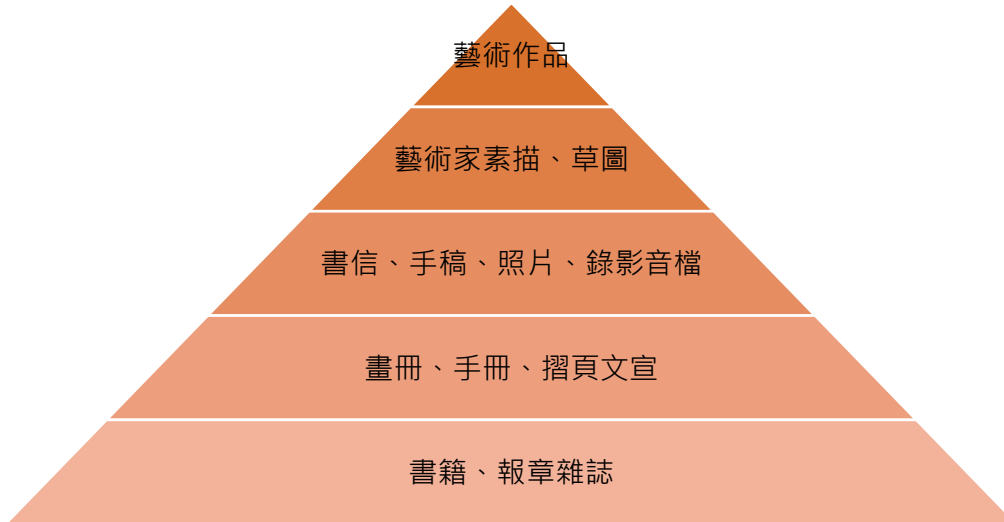 藝術作品
藝術家素描、草圖
書信、手稿、照片、錄影音檔
畫冊、手冊、摺頁文宣
書籍、報章雜誌